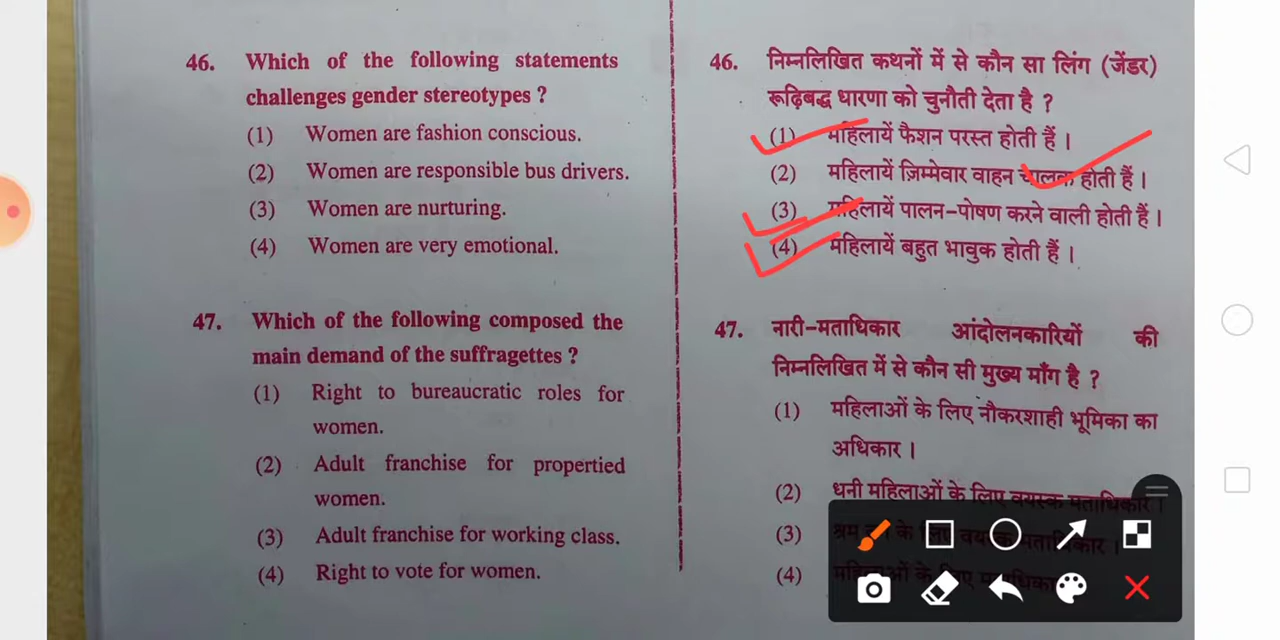 46. Which of the following statements
challenges gender stereotypes ?
(1) Women are fashion conscious.
(2) Women are responsible bus drivers.
(3) Women are nurturing.
(4) Women are very emotional.
47. Which of the following composed the
main demand of the suffragettes ?
(1) Right to bureaucratic roles for
women.
(2) Adult franchise for propertied
women.
(3) Adult franchise for working class.
(4) Right to vote for women.
46. निम्नलिखित कथनों में से कौन सा लिंग (जेंडर)
रूढ़िबद्ध धारणा को चुनौती देता है ?
(1) महिलायें फैशन परस्त होती हैं ।
(2) महिलायें ज़िम्मेवार वाहन चालक होती हैं ।
(3) महिलायें पालन-पोषण करने वाली होती हैं ।
(4) महिलायें बहुत भावुक होती हैं ।
47. नारी-मताधिकार आंदोलनकारियों की
निम्नलिखित में से कौन सी मुख्य माँग है ?
(1) महिलाओं के लिए नौकरशाही भूमिका का
अधिकार ।
(2) धनी महिलाओं के लिए वयस्क मताधिकार ।
(3)
(4)